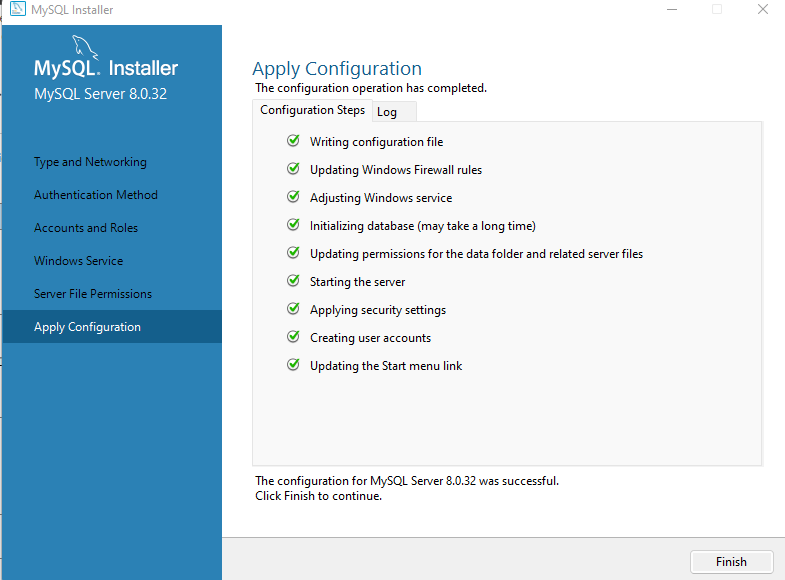 MySQL Installer
MySQL. Installer
MySQL Server 8.0.32
Type and Networking
Authentication Method
Accounts and Roles
Windows Service
Server File Permissions
Apply Configuration
Apply Configuration
The configuration operation has completed.
Configuration Steps Log
Writing configuration file
Updating Windows Firewall rules
Adjusting Windows service
Initializing database (may take a long time)
Updating permissions for the data folder and related server files
Starting the server
Applying security settings
Creating user accounts
Updating the Start menu link
The configuration for MySQL Server 8.0.32 was successful.
Click Finish to continue.
Finish